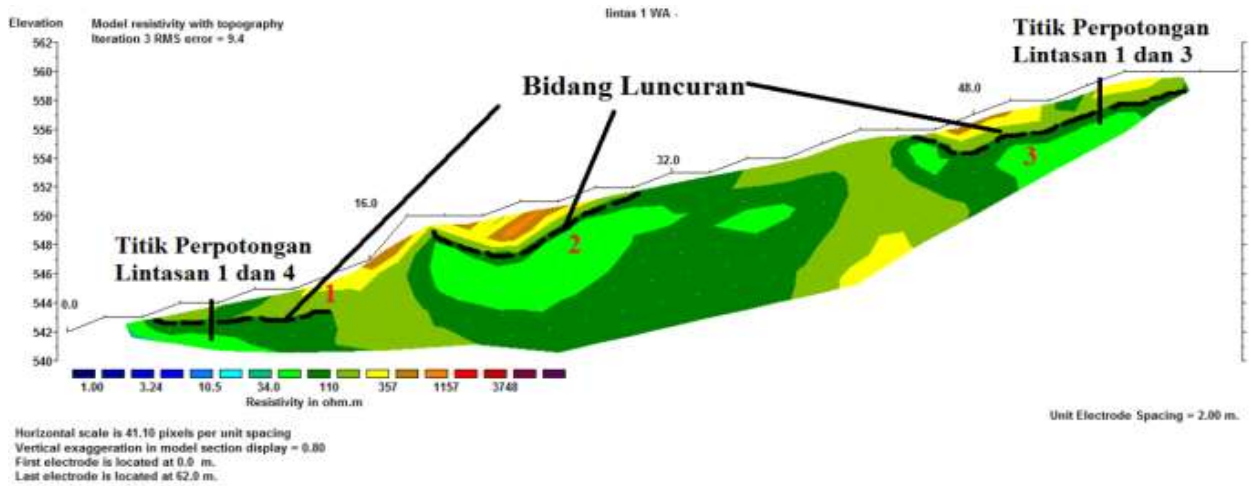 lintas 1 WA -
Elevation
Model resistivity with topography
Iteration 3 RMS error = 9.4
Titik Perpotongan
Lintasan 1 dan 3
Bidang Luncuran
562
560
558
556
554
552
550
548
546
544
542
540
0.0
16.0
32.0
48.0
Titik Perpotongan
Lintasan 1 dan 4
1
2
3
1.00 3.24 10.5 34.0 110 357 1157 3748
Resistivity in ohm.m
Unit Electrode Spacing = 2.00 m.
Horizontal scale is 41.10 pixels per unit spacing
Vertical exaggeration in model section display = 0.80
First electrode is located at 0.0 m.
Last electrode is located at 62.0 m.